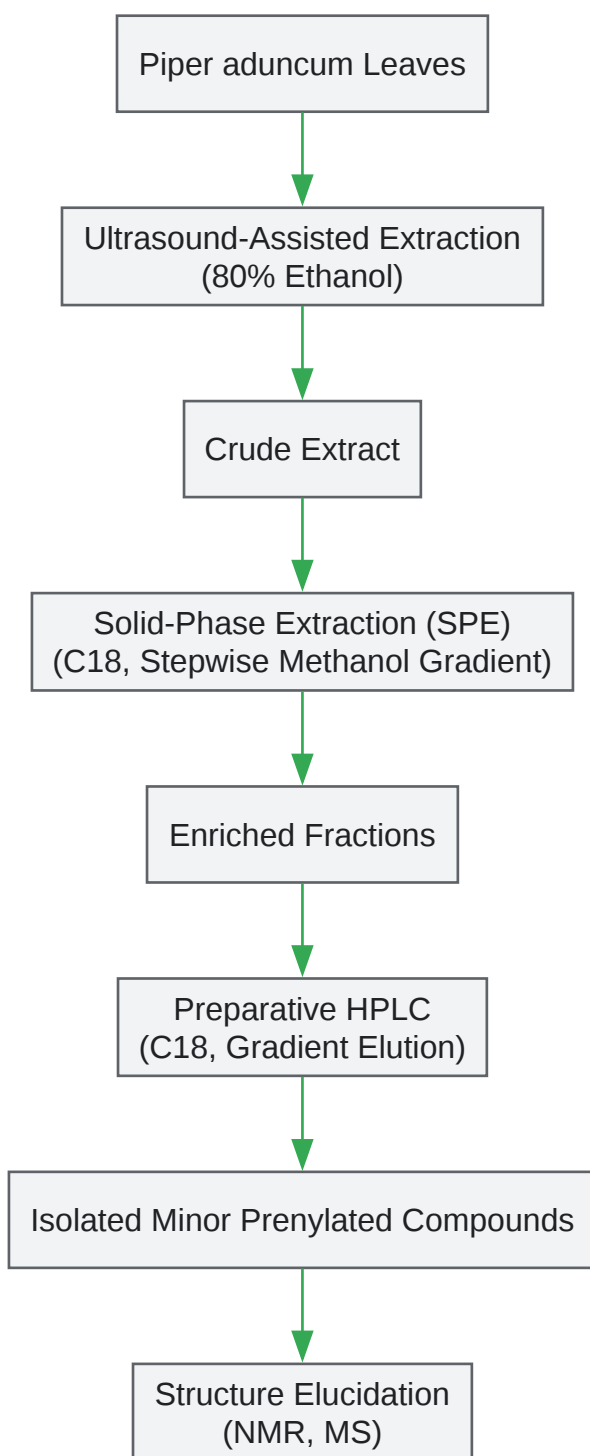 Piper aduncum Leaves
Ultrasound-Assisted Extraction
(80% Ethanol)
Crude Extract
Solid-Phase Extraction (SPE)
(C18, Stepwise Methanol Gradient)
Enriched Fractions
Preparative HPLC
(C18, Gradient Elution)
Isolated Minor Prenylated Compounds
Structure Elucidation
(NMR, MS)